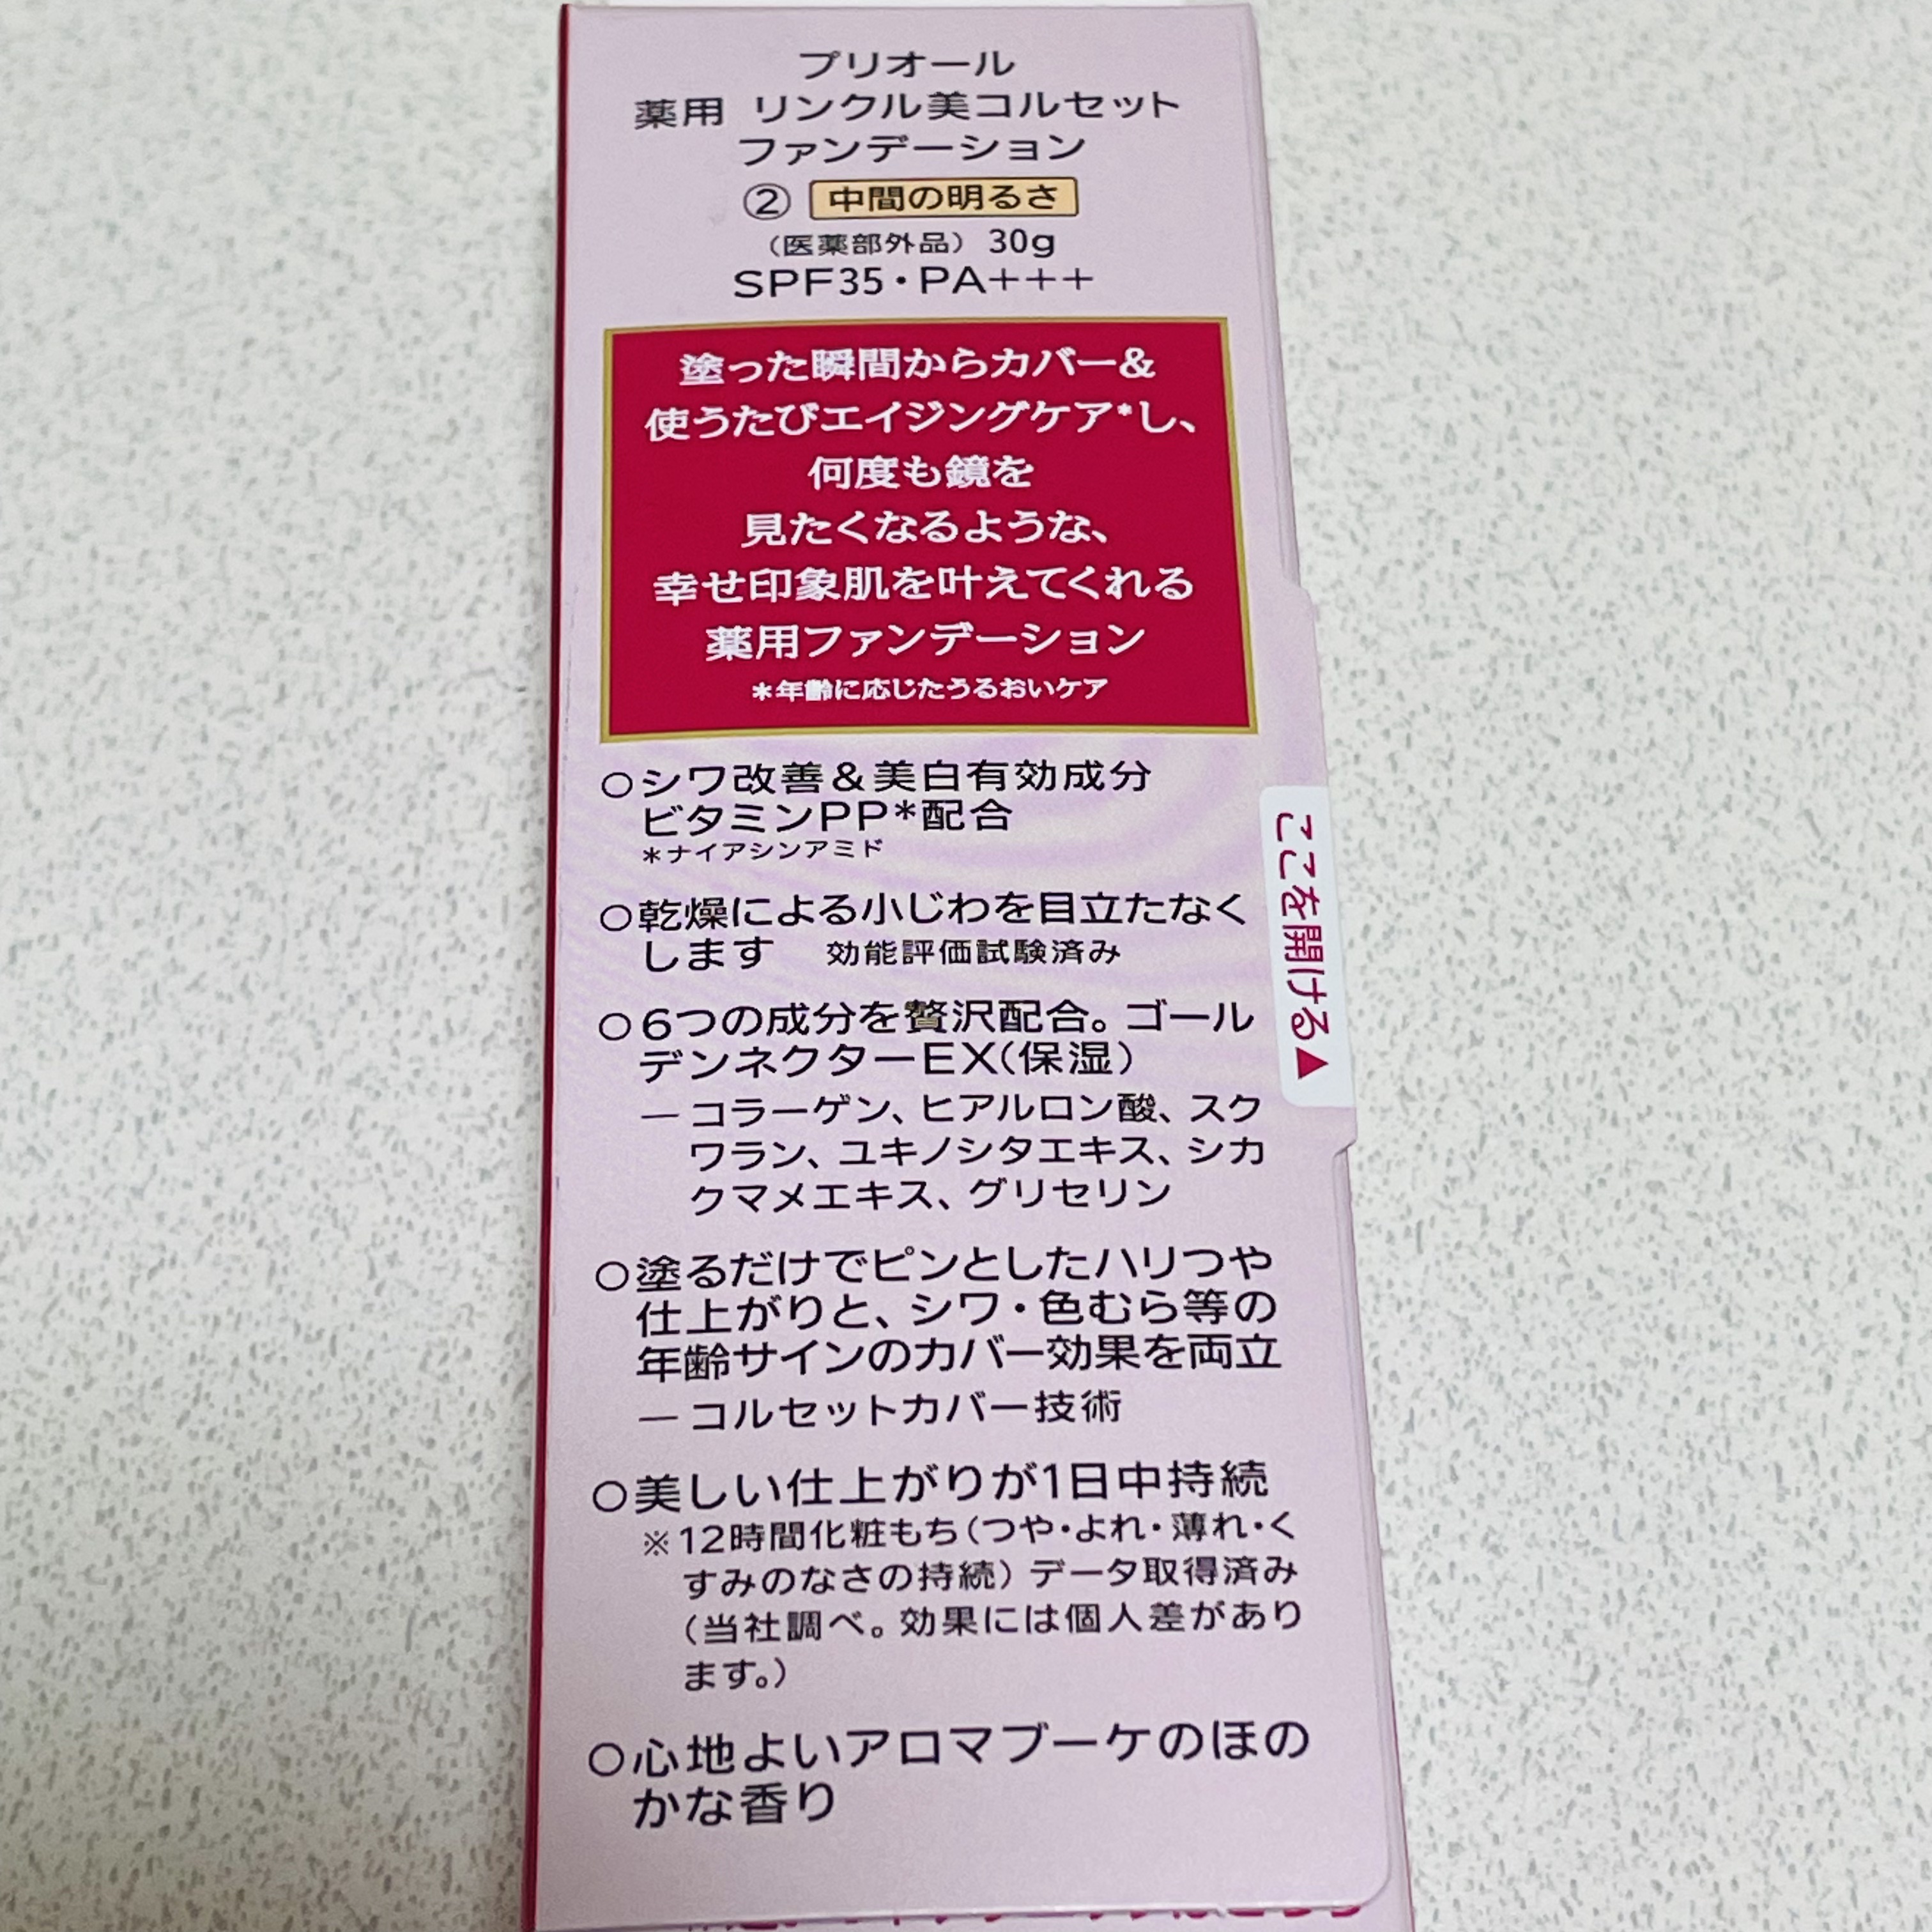 プリオール
薬用 リンクル美コルセット
ファンデーション
② 中間の明るさ
（医薬部外品） 30g
SPF35・PA+++
塗った瞬間からカバー＆
使うたびエイジングケア*し、
何度も鏡を
見たくなるような、
幸せ印象肌を叶えてくれる
薬用ファンデーション
*年齢に応じたうるおいケア
○シワ改善＆美白有効成分
ビタミンPP*配合
*ナイアシンアミド
○乾燥による小じわを目立たなく
します 効能評価試験済み
○6つの成分を贅沢配合。ゴール
デンネクターEX（保湿）
― コラーゲン、ヒアルロン酸、スク
ワラン、ユキノシタエキス、シカ
クマメエキス、グリセリン
○塗るだけでピンとしたハリつや
仕上がりと、シワ・色むら等の
年齢サインのカバー効果を両立
― コルセットカバー技術
○美しい仕上がりが1日中持続
※12時間化粧もち（つや・よれ・薄れ・く
すみのなさの持続）データ取得済み
（当社調べ。効果には個人差があり
ます。）
○心地よいアロマブーケのほの
かな香り
ここを開ける▲